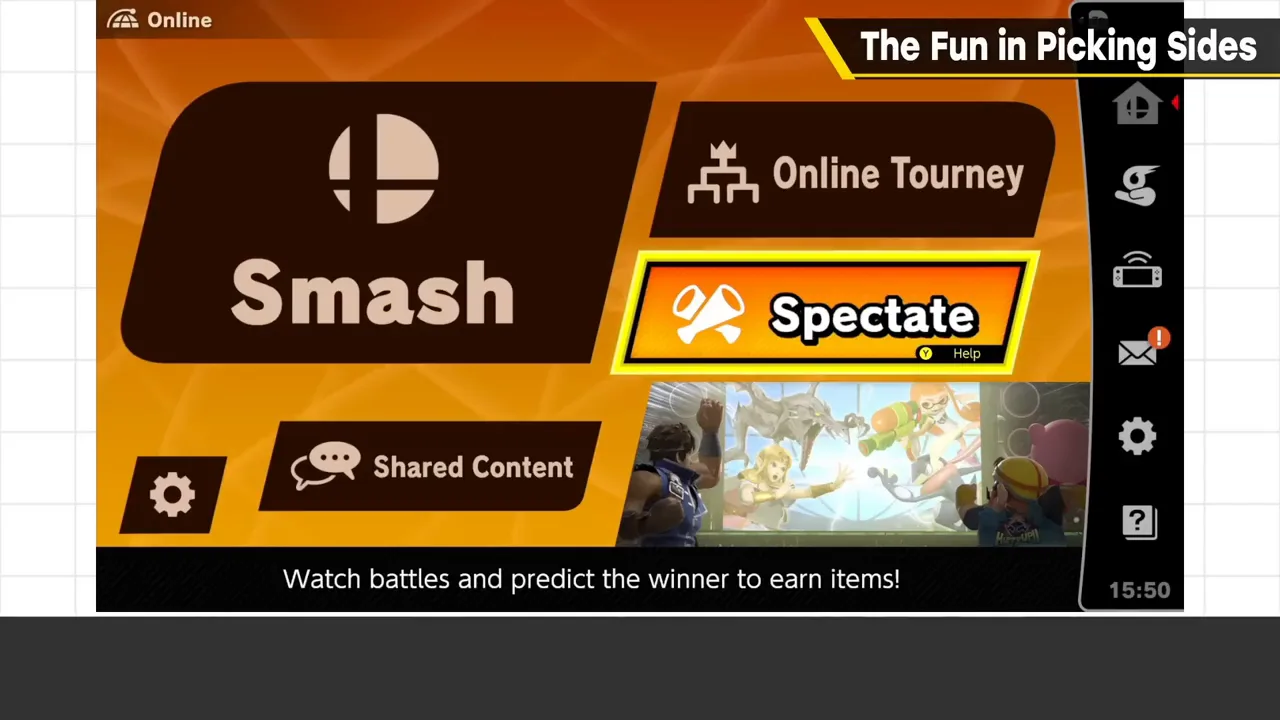 Online
The Fun in Picking Sides
Smash
Online Tourney
Spectate
Y Help
Shared Content
Watch battles and predict the winner to earn items!
15:50